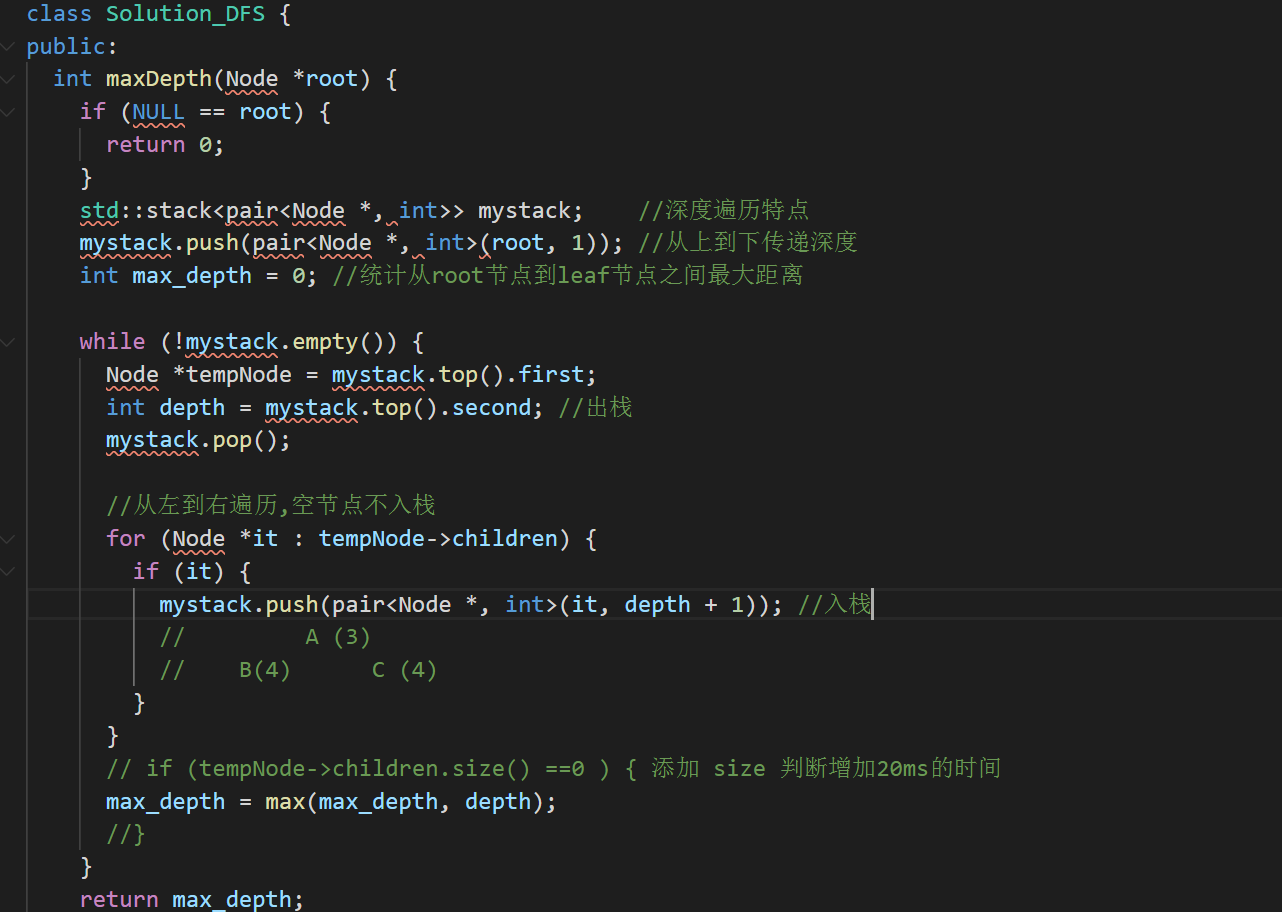 class Solution_DFS {
public:
  int maxDepth(Node *root) {
    if (NULL == root) {
      return 0;
    }
    std::stack<pair<Node *, int>> mystack;    //深度遍历特点
    mystack.push(pair<Node *, int>(root, 1)); //从上到下传递深度
    int max_depth = 0; //统计从root节点到leaf节点之间最大距离

    while (!mystack.empty()) {
      Node *tempNode = mystack.top().first;
      int depth = mystack.top().second; //出栈
      mystack.pop();

      //从左到右遍历,空节点不入栈
      for (Node *it : tempNode->children) {
        if (it) {
          mystack.push(pair<Node *, int>(it, depth + 1)); //入栈
          //         A (3)
          //    B(4)      C (4)
        }
      }
      // if (tempNode->children.size() ==0 ) { 添加 size 判断增加20ms的时间
      max_depth = max(max_depth, depth);
      //}
    }
    return max_depth;